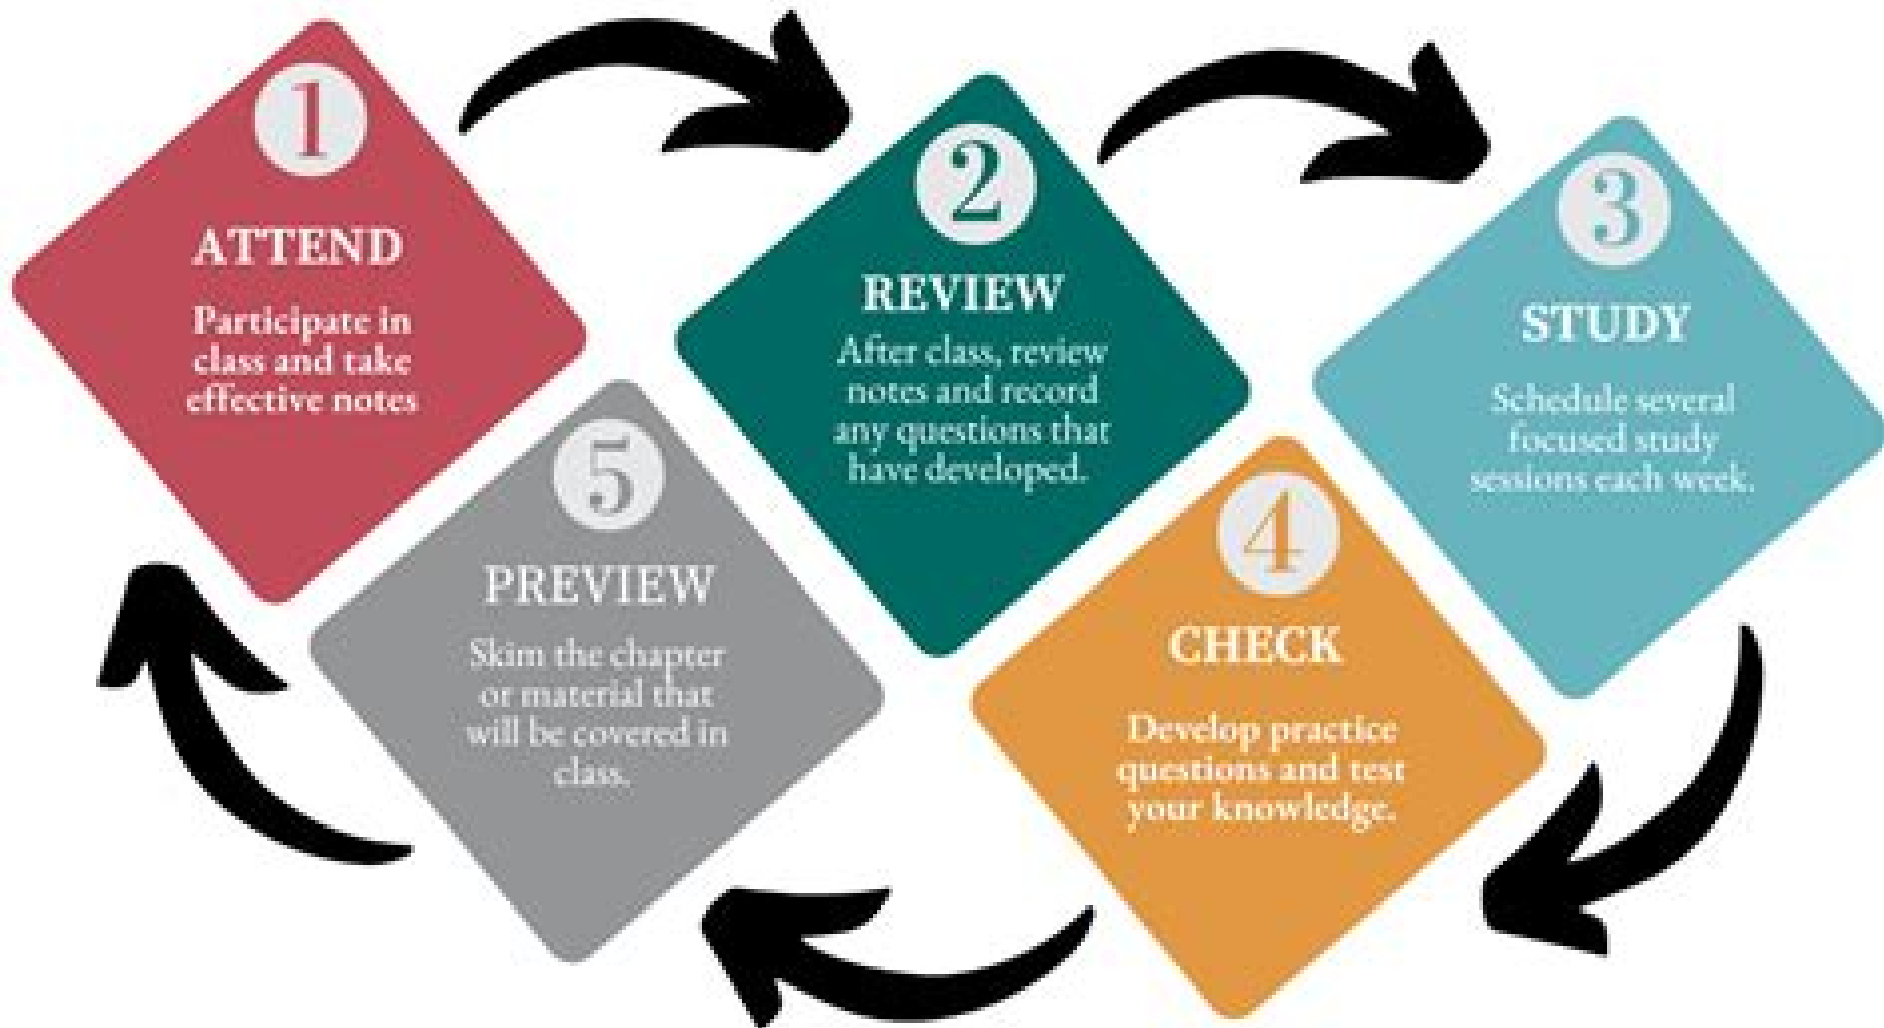 1
ATTEND
Participate in
class and take
effective notes
2
REVIEW
After class, review
notes and record
any questions that
have developed.
3
STUDY
Schedule several
focused study
sessions each week.
4
CHECK
Develop practice
questions and test
your knowledge.
5
PREVIEW
Skim the chapter
or material that
will be covered in
class.